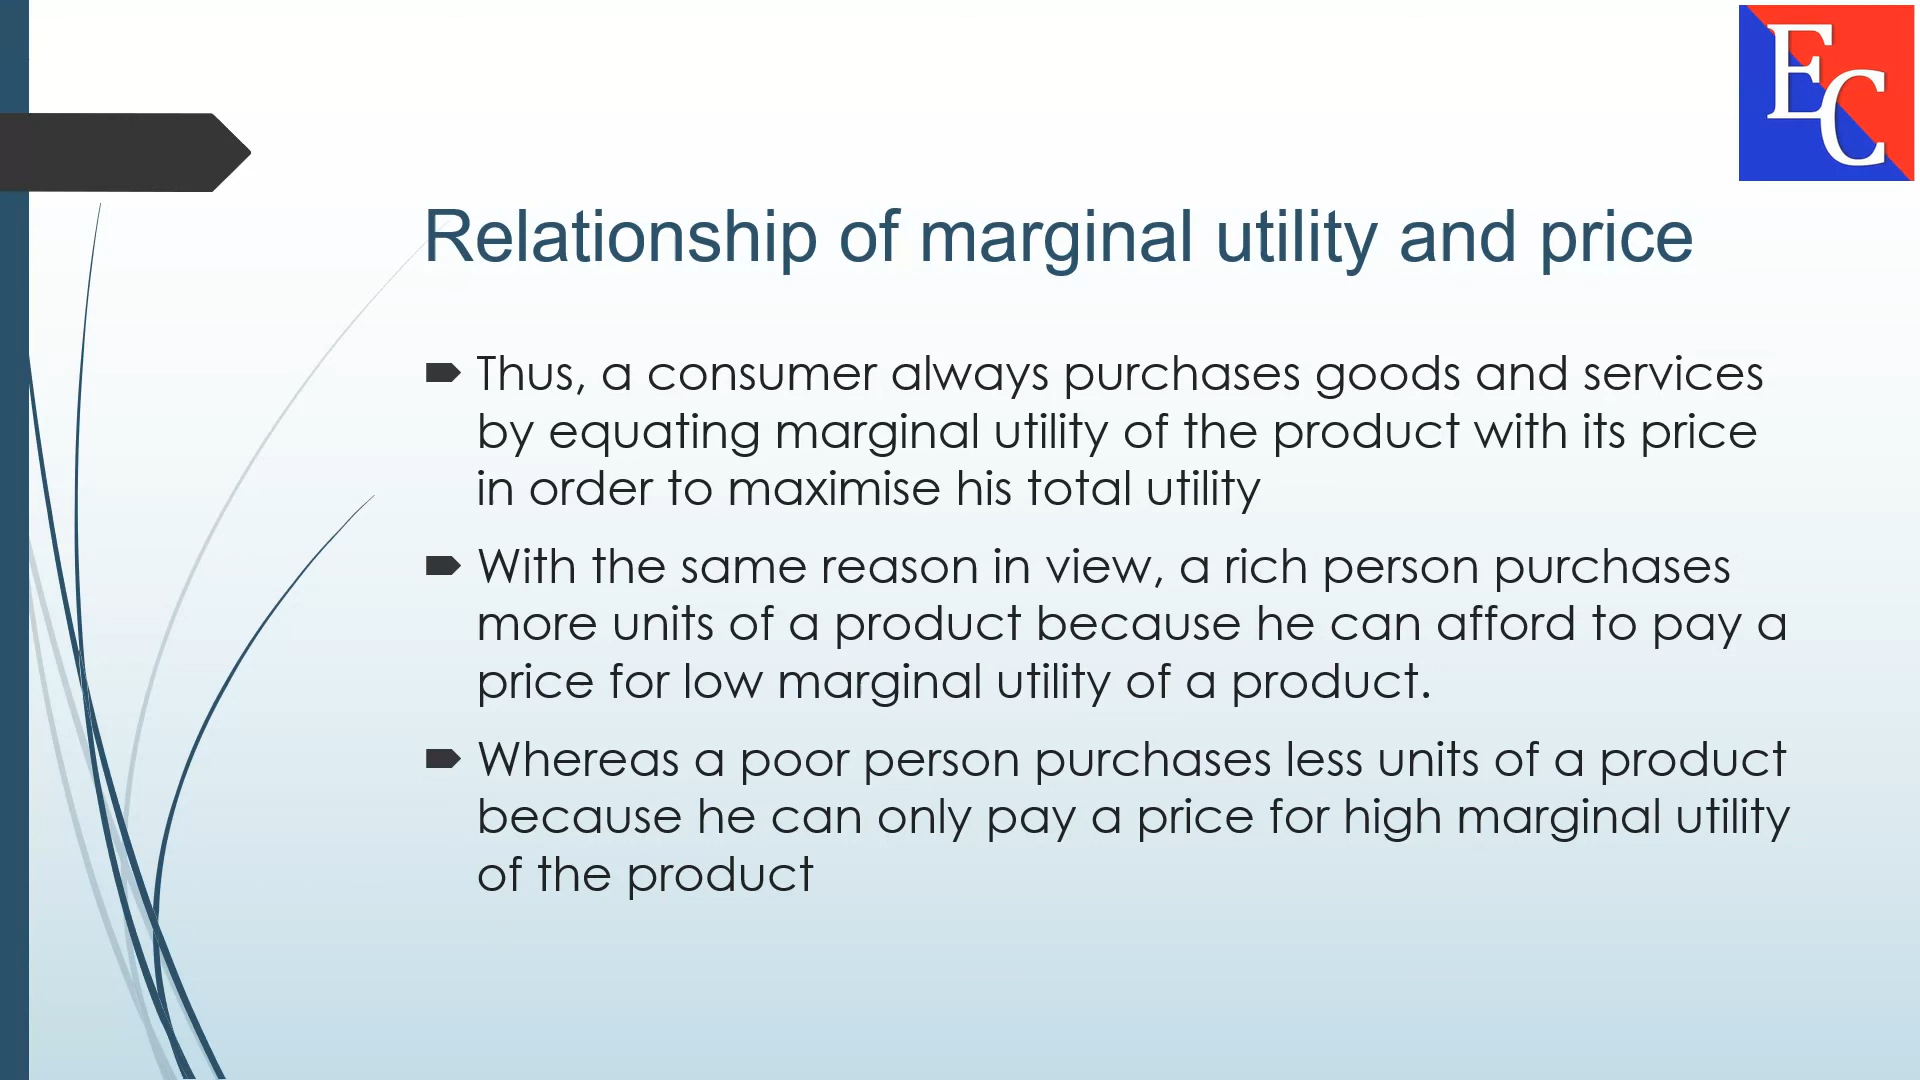 EC
Relationship of marginal utility and price
Thus, a consumer always purchases goods and services
by equating marginal utility of the product with its price
in order to maximise his total utility
With the same reason in view, a rich person purchases
more units of a product because he can afford to pay a
price for low marginal utility of a product.
Whereas a poor person purchases less units of a product
because he can only pay a price for high marginal utility
of the product